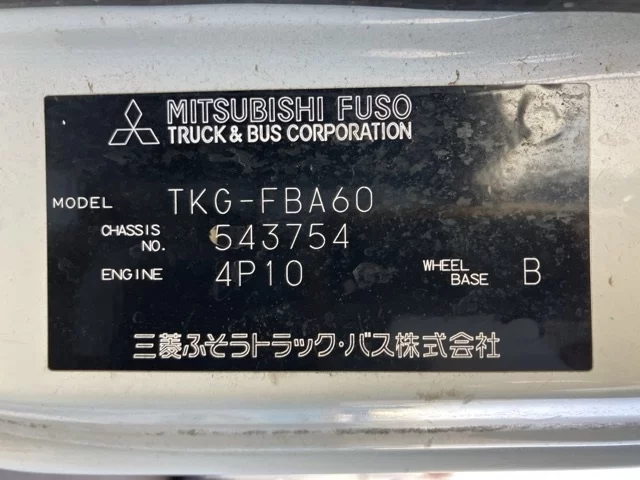 MITSUBISHI FUSO
TRUCK & BUS CORPORATION
MODEL TKG-FBA60
CHASSIS NO. 543754
ENGINE 4P10 WHEEL BASE B
三菱ふそうトラック・バス株式会社